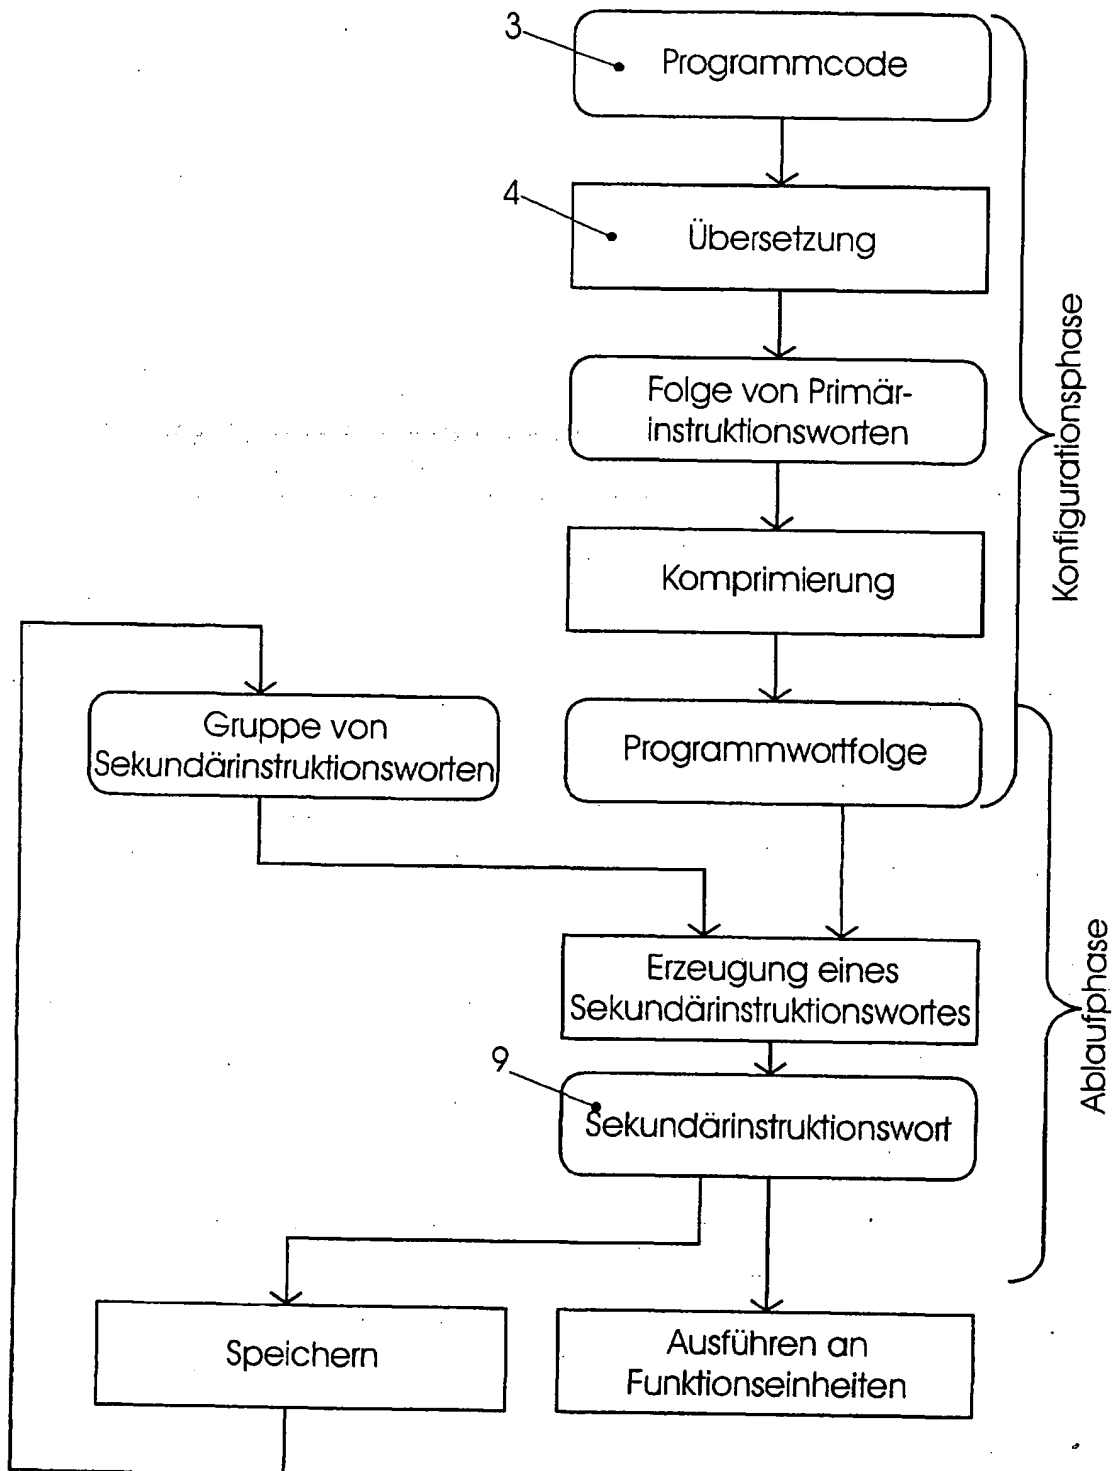 3
Programmcode
4
Übersetzung
Folge von Primär-
instruktionsworten
Komprimierung
Konfigurationsphase
Gruppe von
Sekundärinstruktionsworten
Programmwortfolge
Erzeugung eines
Sekundärinstruktionswortes
9
Sekundärinstruktionswort
Ablaufphase
Speichern
Ausführen an
Funktionseinheiten